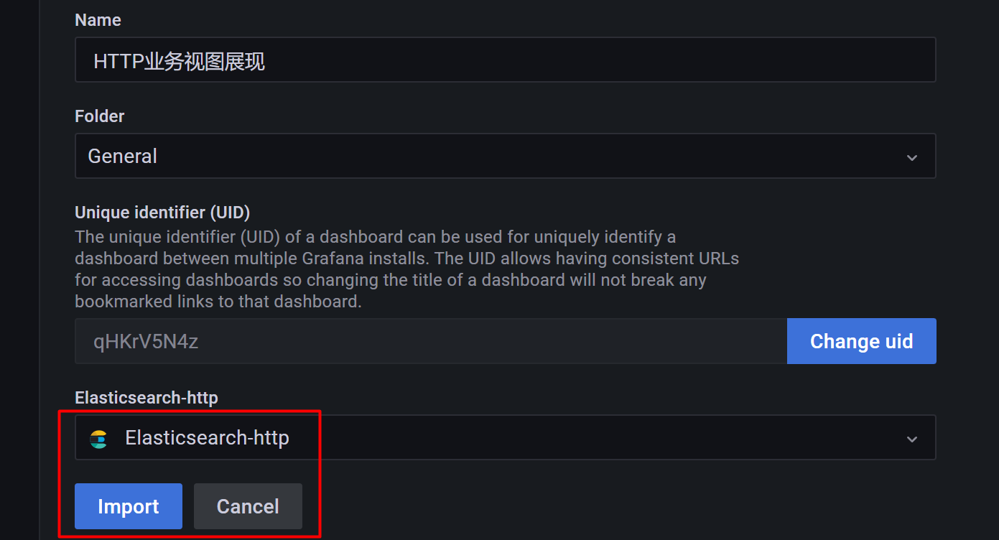 Name
HTTP业务视图展现
Folder
General
Unique identifier (UID)
The unique identifier (UID) of a dashboard can be used for uniquely identify a
dashboard between multiple Grafana installs. The UID allows having consistent URLs
for accessing dashboards so changing the title of a dashboard will not break any
bookmarked links to that dashboard.
qHKrV5N4z
Change uid
Elasticsearch-http
Elasticsearch-http
Import
Cancel